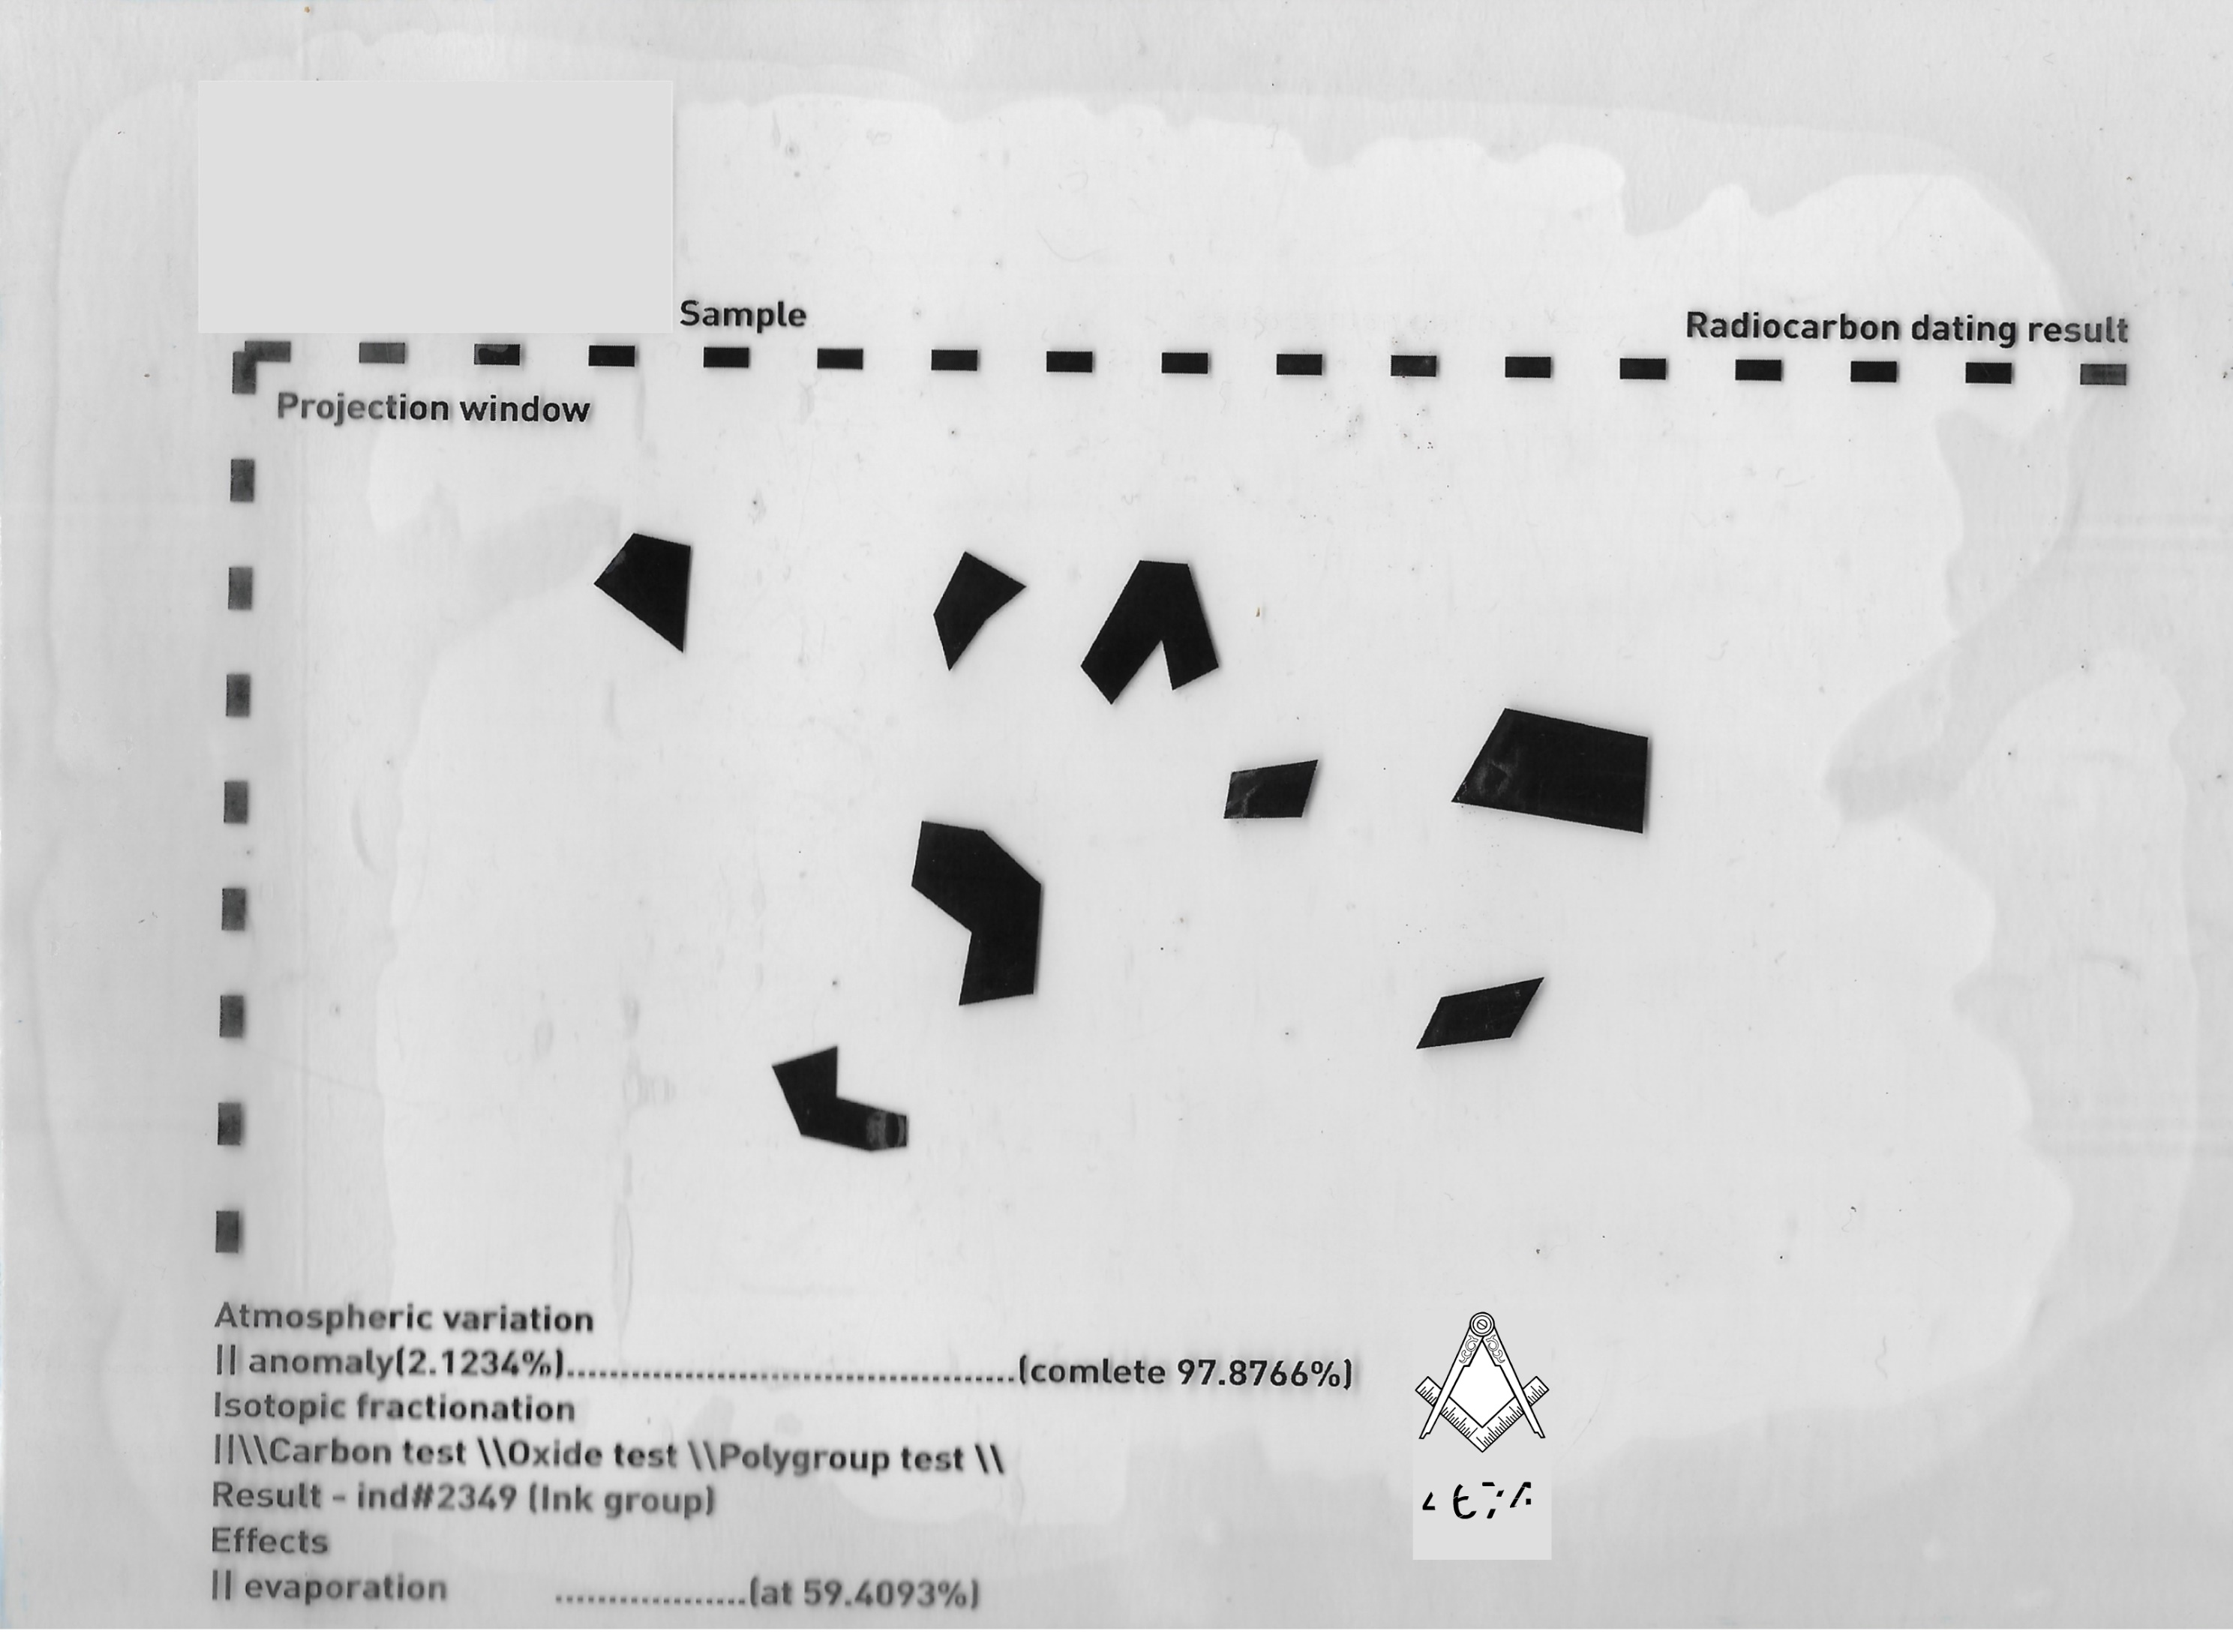 Sample
Radiocarbon dating result
Projection window
Atmospheric variation
|| anomaly(2.1234%)..........................................(comlete 97.8766%)
Isotopic fractionation
||\\Carbon test \\Oxide test \\Polygroup test \\
Result - ind#2349 (Ink group)
Effects
|| evaporation ..................(at 59.4093%)